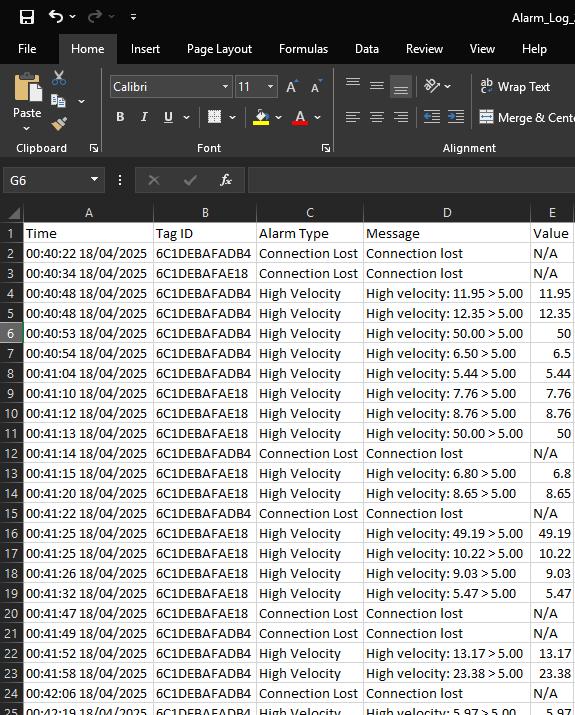 Alarm_Log_
File Home Insert Page Layout Formulas Data Review View Help
Paste
Calibri 11 A A
B I U A
ab Wrap Text
Merge & Cente
Clipboard Font Alignment
G6 fx
A B C D E
1 Time Tag ID Alarm Type Message Value
2 00:40:22 18/04/2025 6C1DEBAFADB4 Connection Lost Connection lost N/A
3 00:40:34 18/04/2025 6C1DEBAFAE18 Connection Lost Connection lost N/A
4 00:40:48 18/04/2025 6C1DEBAFADB4 High Velocity High velocity: 11.95 > 5.00 11.95
5 00:40:48 18/04/2025 6C1DEBAFADB4 High Velocity High velocity: 12.35 > 5.00 12.35
6 00:40:53 18/04/2025 6C1DEBAFADB4 High Velocity High velocity: 50.00 > 5.00 50
7 00:40:54 18/04/2025 6C1DEBAFADB4 High Velocity High velocity: 6.50 > 5.00 6.5
8 00:41:04 18/04/2025 6C1DEBAFADB4 High Velocity High velocity: 5.44 > 5.00 5.44
9 00:41:10 18/04/2025 6C1DEBAFAE18 High Velocity High velocity: 7.76 > 5.00 7.76
10 00:41:12 18/04/2025 6C1DEBAFAE18 High Velocity High velocity: 8.76 > 5.00 8.76
11 00:41:13 18/04/2025 6C1DEBAFAE18 High Velocity High velocity: 50.00 > 5.00 50
12 00:41:14 18/04/2025 6C1DEBAFADB4 Connection Lost Connection lost N/A
13 00:41:15 18/04/2025 6C1DEBAFAE18 High Velocity High velocity: 6.80 > 5.00 6.8
14 00:41:20 18/04/2025 6C1DEBAFAE18 High Velocity High velocity: 8.65 > 5.00 8.65
15 00:41:22 18/04/2025 6C1DEBAFADB4 Connection Lost Connection lost N/A
16 00:41:25 18/04/2025 6C1DEBAFAE18 High Velocity High velocity: 49.19 > 5.00 49.19
17 00:41:25 18/04/2025 6C1DEBAFAE18 High Velocity High velocity: 10.22 > 5.00 10.22
18 00:41:26 18/04/2025 6C1DEBAFAE18 High Velocity High velocity: 9.03 > 5.00 9.03
19 00:41:32 18/04/2025 6C1DEBAFAE18 High Velocity High velocity: 5.47 > 5.00 5.47
20 00:41:47 18/04/2025 6C1DEBAFAE18 Connection Lost Connection lost N/A
21 00:41:49 18/04/2025 6C1DEBAFADB4 Connection Lost Connection lost N/A
22 00:41:52 18/04/2025 6C1DEBAFADB4 High Velocity High velocity: 13.17 > 5.00 13.17
23 00:41:58 18/04/2025 6C1DEBAFADB4 High Velocity High velocity: 23.38 > 5.00 23.38
24 00:42:06 18/04/2025 6C1DEBAFADB4 Connection Lost Connection lost N/A
25 00:42:19 18/04/2025 6C1DEBAFADB4 High Velocity High velocity: 5.97 > 5.00 5.97